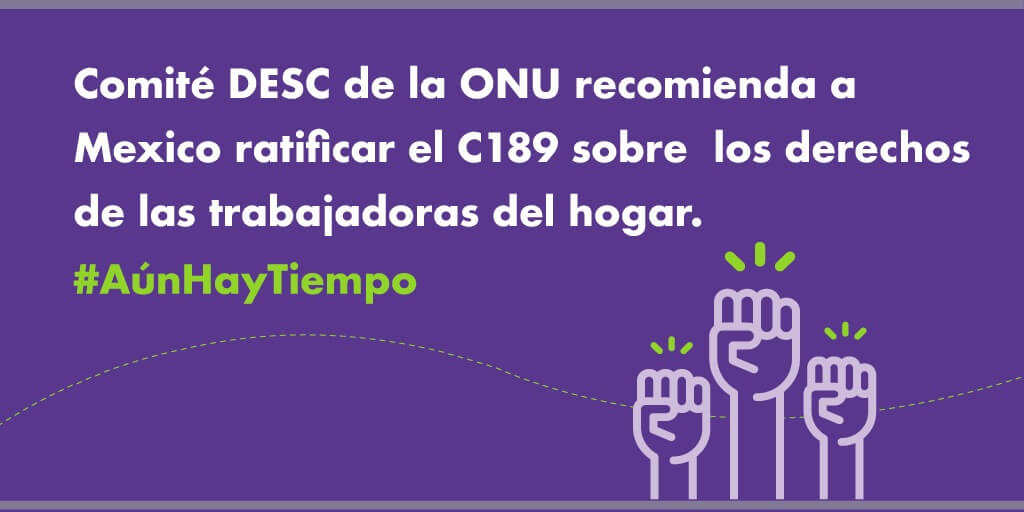 Comité DESC de la ONU recomienda a
Mexico ratificar el C189 sobre  los derechos
de las trabajadoras del hogar.
#AúnHayTiempo